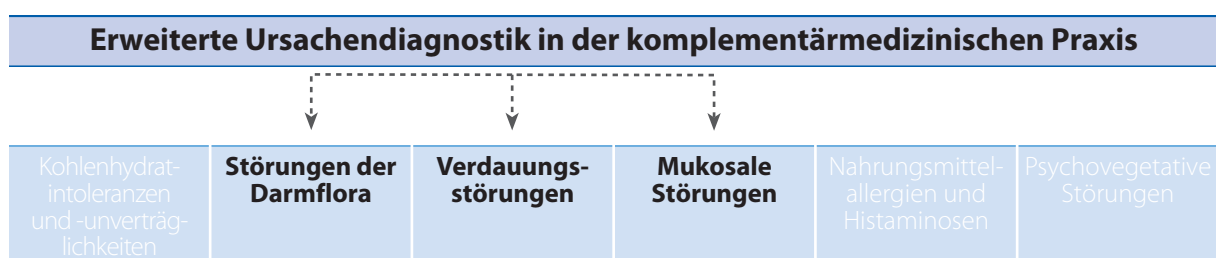 Erweiterte Ursachendiagnostik in der komplementärmedizinischen Praxis
Kohlenhydrat-
intoleranzen
und -unverträg-
lichkeiten
Störungen der
Darmflora
Verdauungs-
störungen
Mukosale
Störungen
Nahrungsmittel-
allergien und
Histaminosen
Psychovegetative
Störungen